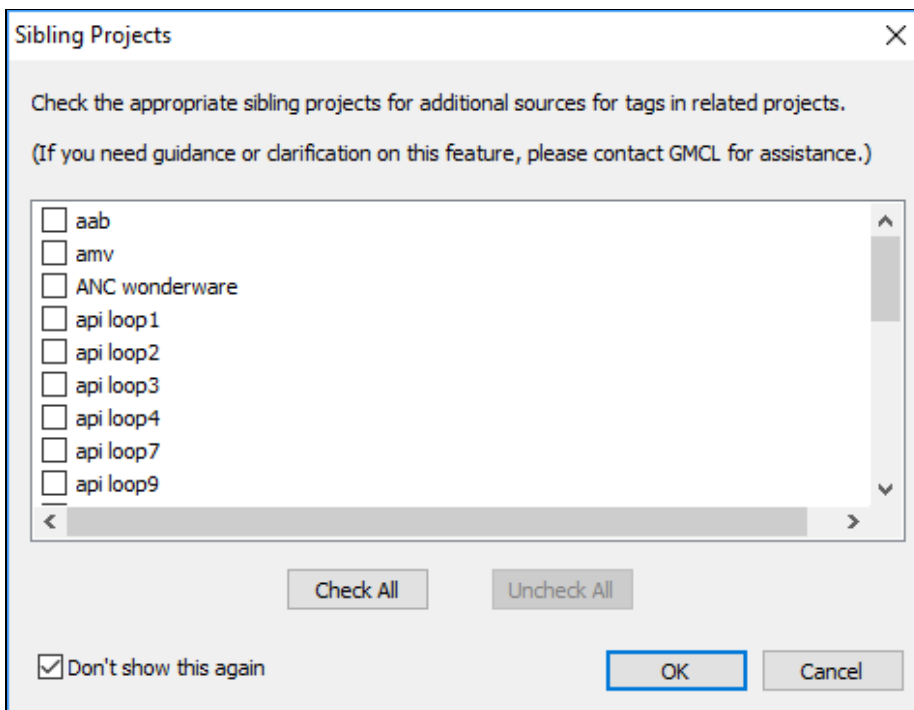 Sibling Projects
Check the appropriate sibling projects for additional sources for tags in related projects.
(If you need guidance or clarification on this feature, please contact GMCL for assistance.)
aab
amv
ANC wonderware
api loop1
api loop2
api loop3
api loop4
api loop7
api loop9
Check All Uncheck All
Don't show this again OK Cancel